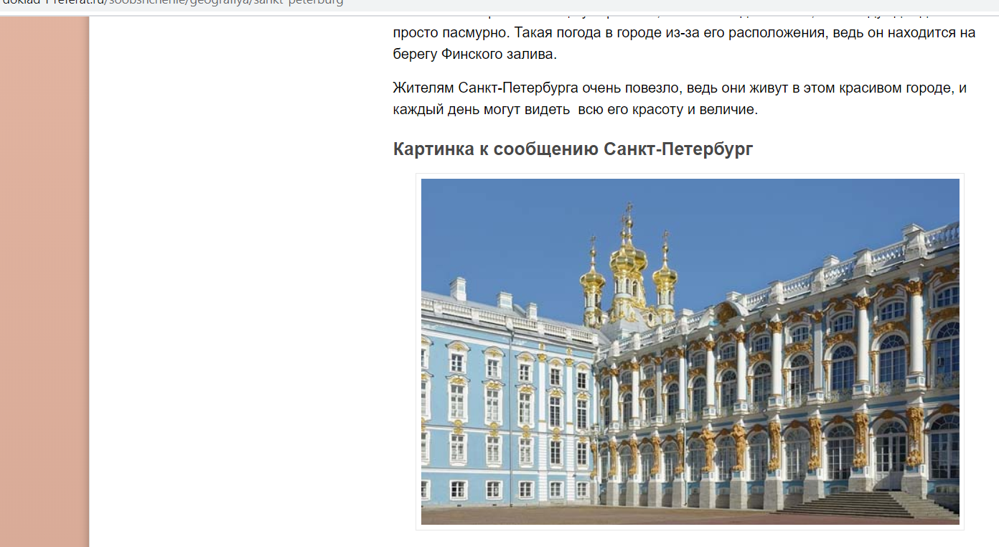 doklad-i-referat.ru/soobshchenie/geografiya/sankt-peterburg
просто пасмурно. Такая погода в городе из-за его расположения, ведь он находится на
берегу Финского залива.
Жителям Санкт-Петербурга очень повезло, ведь они живут в этом красивом городе, и
каждый день могут видеть  всю его красоту и величие.
Картинка к сообщению Санкт-Петербург